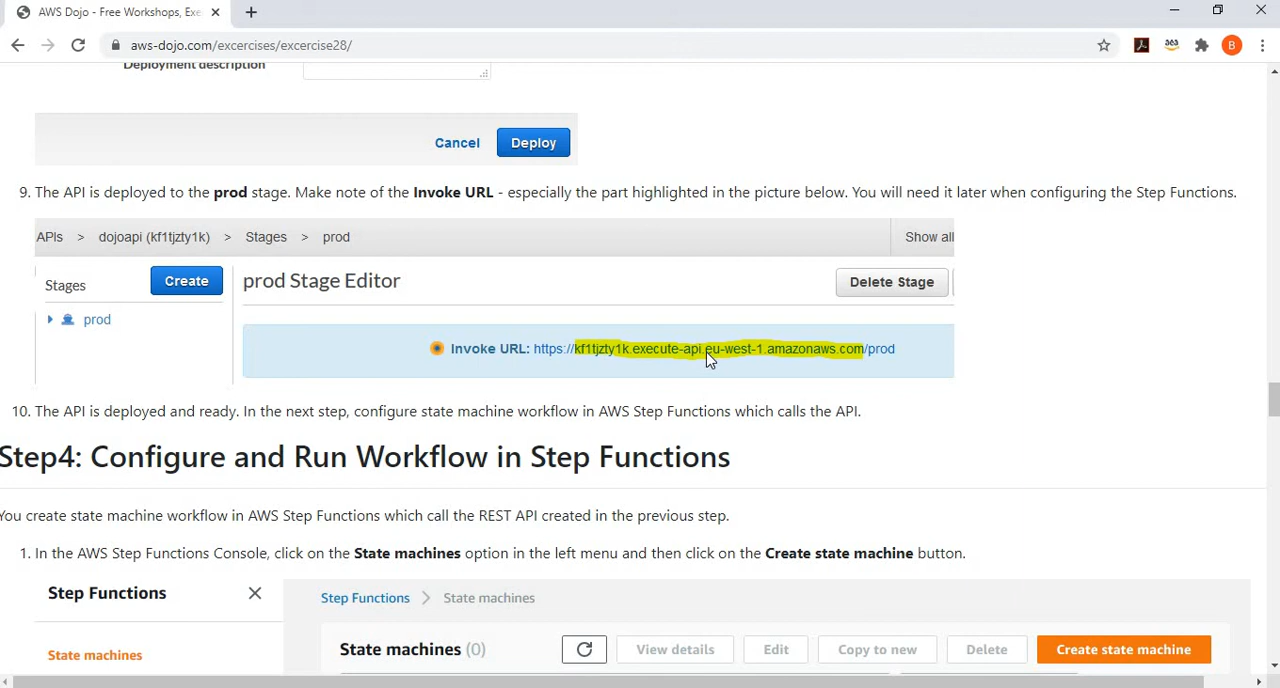 AWS Dojo - Free Workshops, Exe
aws-dojo.com/excercises/excercise28/
B
Deployment description
Cancel Deploy
9. The API is deployed to the prod stage. Make note of the Invoke URL - especially the part highlighted in the picture below. You will need it later when configuring the Step Functions.
APIs > dojoapi (kf1tjzty1k) > Stages > prod Show all
Stages Create prod Stage Editor Delete Stage
prod
Invoke URL: https://kf1tjzty1k.execute-api.eu-west-1.amazonaws.com/prod
10. The API is deployed and ready. In the next step, configure state machine workflow in AWS Step Functions which calls the API.
Step4: Configure and Run Workflow in Step Functions
You create state machine workflow in AWS Step Functions which call the REST API created in the previous step.
1. In the AWS Step Functions Console, click on the State machines option in the left menu and then click on the Create state machine button.
Step Functions Step Functions State machines
State machines (0) View details Edit Copy to new Delete Create state machine
State machines